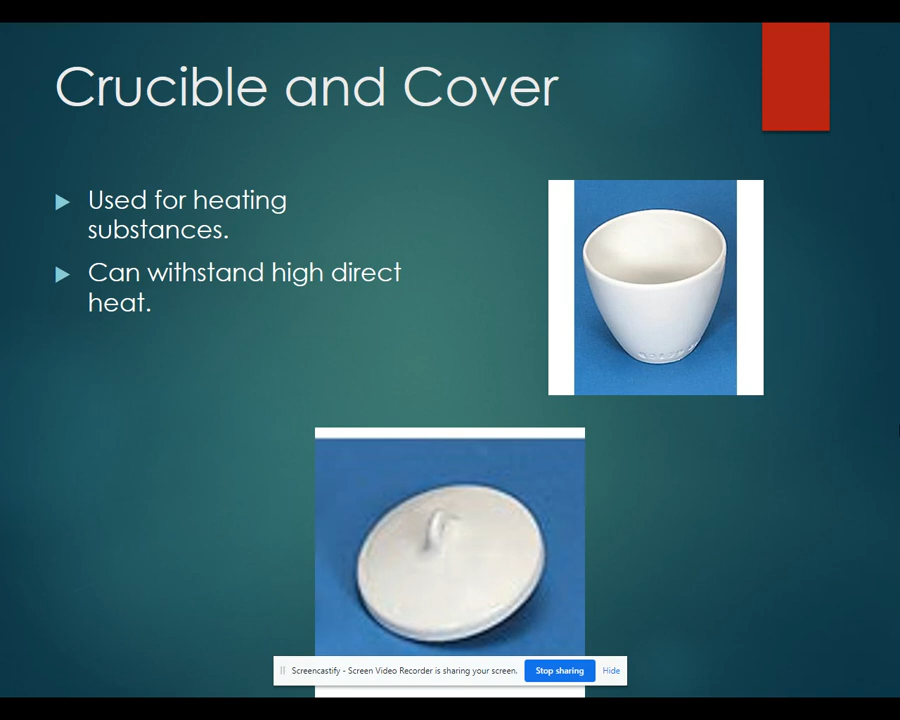 Crucible and Cover
Used for heating
substances.
Can withstand high direct
heat.
Screencastify - Screen Video Recorder is sharing your screen.
Stop sharing
Hide